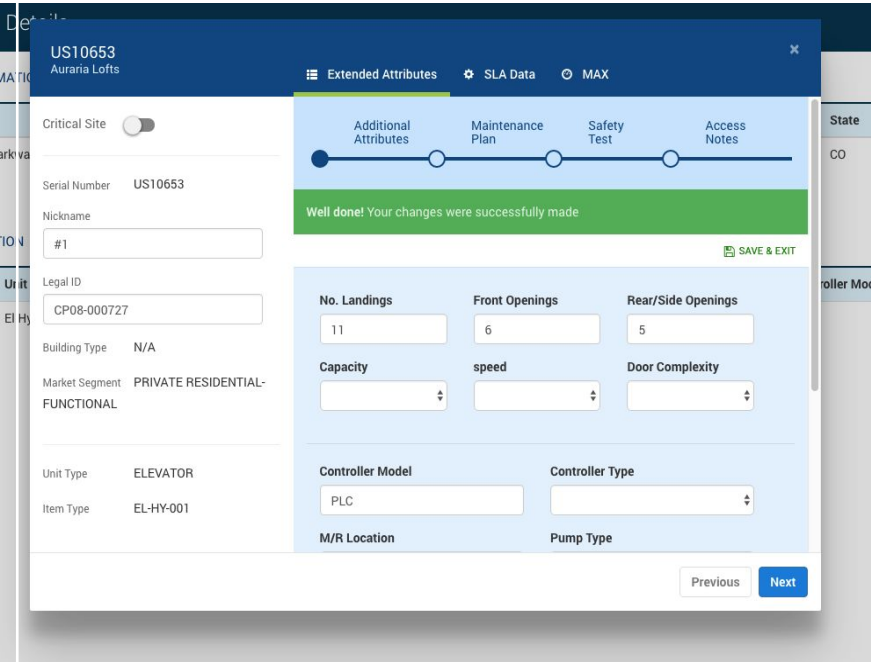 Details
US10653
Auraria Lofts
×
Extended Attributes
SLA Data
MAX
Critical Site
Serial Number US10653
Nickname
#1
Legal ID
CP08-000727
Building Type N/A
Market Segment PRIVATE RESIDENTIAL-
FUNCTIONAL
Unit Type ELEVATOR
Item Type EL-HY-001
Additional
Attributes
Maintenance
Plan
Safety
Test
Access
Notes
Well done! Your changes were successfully made
SAVE & EXIT
No. Landings Front Openings Rear/Side Openings
11 6 5
Capacity speed Door Complexity
Controller Model Controller Type
PLC
M/R Location Pump Type
Previous Next
State
CO
Unit
El Hy